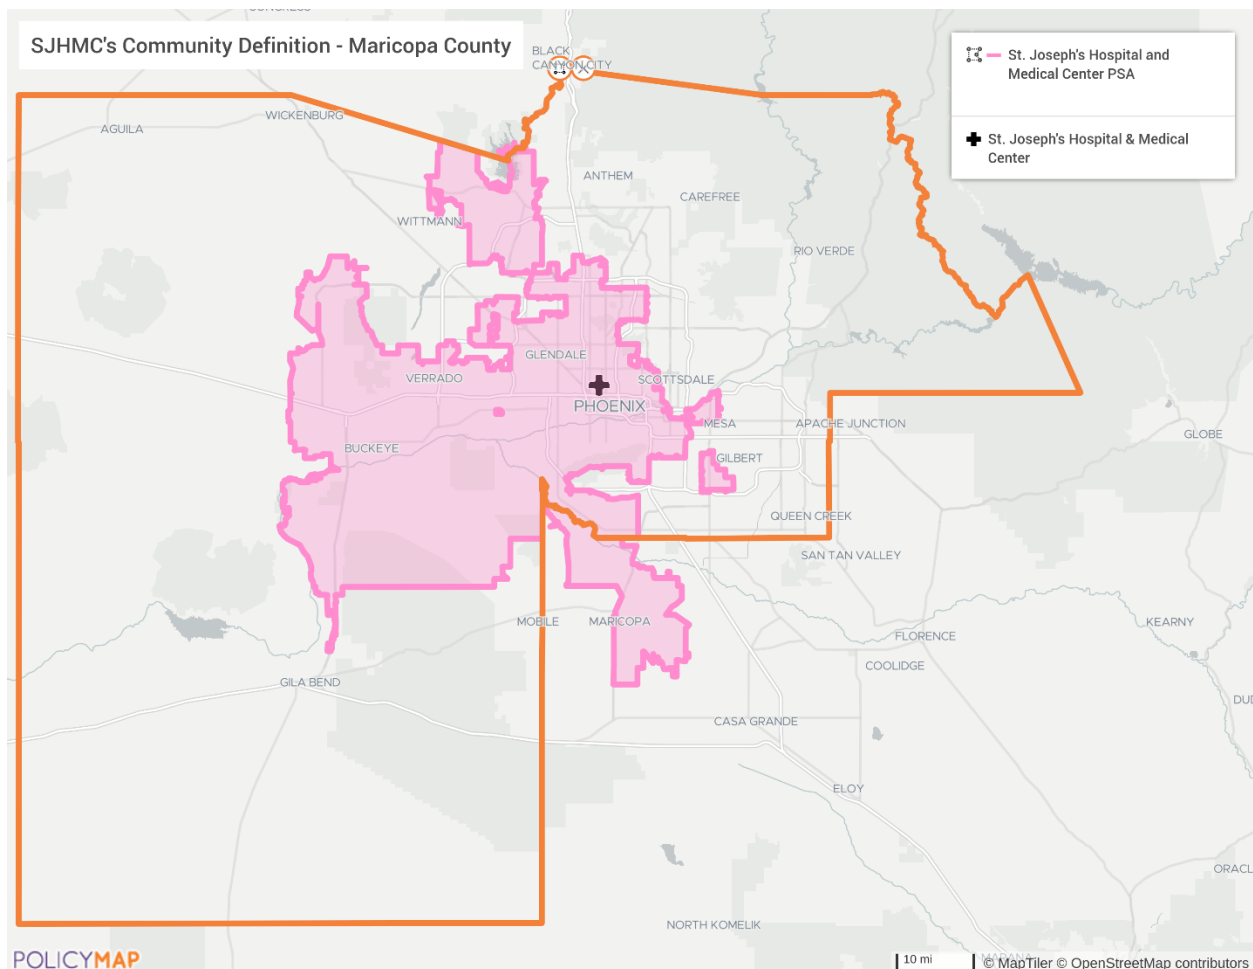 CONGRESS
SJHMC's Community Definition - Maricopa County
BLACK
CANYON CITY
St. Joseph's Hospital and
Medical Center PSA
St. Joseph's Hospital & Medical
Center
WICKENBURG
AGUILA
ANTHEM
CAREFREE
WITTMANN
RIO VERDE
GLENDALE
VERRADO
SCOTTSDALE
PHOENIX
MESA
APACHE JUNCTION
GLOBE
BUCKEYE
GILBERT
QUEEN CREEK
SAN TAN VALLEY
MOBILE
MARICOPA
KEARNY
FLORENCE
COOLIDGE
GILA BEND
DUD
CASA GRANDE
ELOY
ORACL
NORTH KOMELIK
MARANA
POLICYMAP
10 mi
© MapTiler © OpenStreetMap contributors